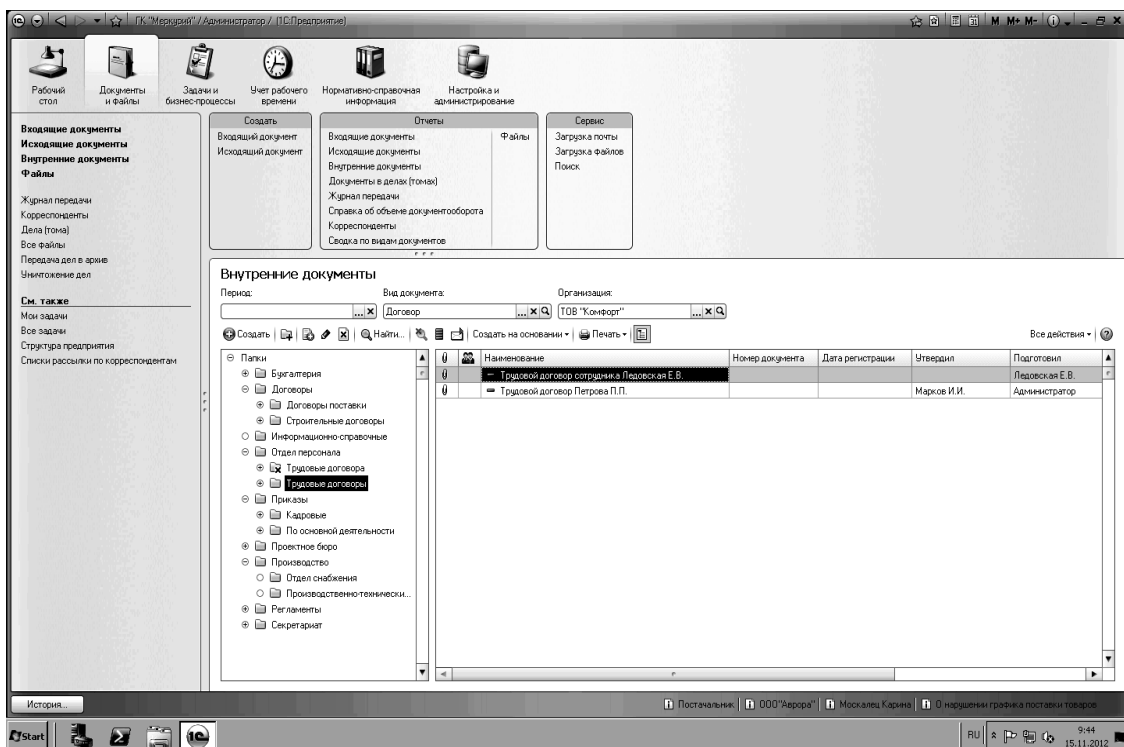 ГК "Меркурий" / Администратор / (1С:Предприятие)
M M+ M-
Рабочий стол
Документы и файлы
Задачи и бизнес-процессы
Учет рабочего времени
Нормативно-справочная информация
Настройка и администрирование
Входящие документы
Исходящие документы
Внутренние документы
Файлы
Журнал передачи
Корреспонденты
Дела (тома)
Все файлы
Передача дел в архив
Уничтожение дел
См. также
Мои задачи
Все задачи
Структура предприятия
Списки рассылки по корреспондентам
Создать
Входящий документ
Исходящий документ
Отчеты
Входящие документы
Исходящие документы
Внутренние документы
Документы в делах (томах)
Журнал передачи
Справка об объеме документооборота
Корреспонденты
Сводка по видам документов
Файлы
Сервис
Загрузка почты
Загрузка файлов
Поиск
Внутренние документы
Период: Вид документа: Организация:
Договор ТОВ "Комфорт"
Создать Найти... Создать на основании Печать Все действия
Папки
Бухгалтерия
Договоры
Договоры поставки
Строительные договоры
Информационно-справочные
Отдел персонала
Трудовые договора
Трудовые договоры
Приказы
Кадровые
По основной деятельности
Проектное бюро
Производство
Отдел снабжения
Производственно-технически...
Регламенты
Секретариат
Наименование Номер документа Дата регистрации Утвердил Подготовил
Трудовой договор сотрудника Ледовская Е.В. Ледовская Е.В.
Трудовой договор Петрова П.П. Марков И.И. Администратор
История...
Постачальник ООО"Аврора" Москалец Карина О нарушении графика поставки товаров
Start
RU
9:44
15.11.2012